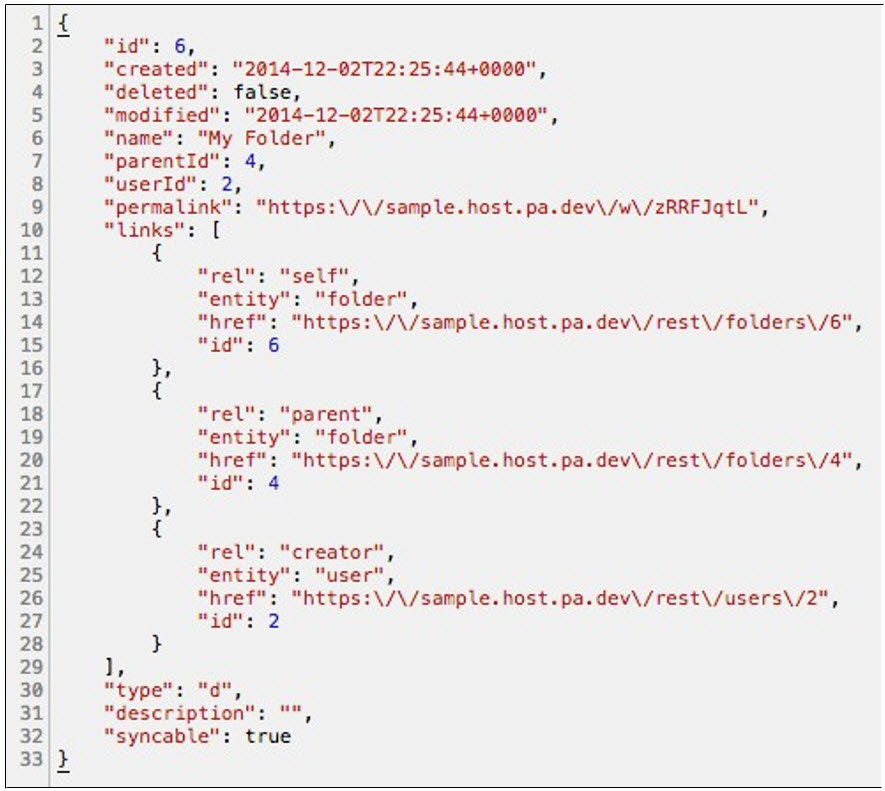 1 {
2     "id": 6,
3     "created": "2014-12-02T22:25:44+0000",
4     "deleted": false,
5     "modified": "2014-12-02T22:25:44+0000",
6     "name": "My Folder",
7     "parentId": 4,
8     "userId": 2,
9     "permalink": "https:\/\/sample.host.pa.dev\/w\/zRRFJqtL",
10     "links": [
11         {
12             "rel": "self",
13             "entity": "folder",
14             "href": "https:\/\/sample.host.pa.dev\/rest\/folders\/6",
15             "id": 6
16         },
17         {
18             "rel": "parent",
19             "entity": "folder",
20             "href": "https:\/\/sample.host.pa.dev\/rest\/folders\/4",
21             "id": 4
22         },
23         {
24             "rel": "creator",
25             "entity": "user",
26             "href": "https:\/\/sample.host.pa.dev\/rest\/users\/2",
27             "id": 2
28         }
29     ],
30     "type": "d",
31     "description": "",
32     "syncable": true
33 }